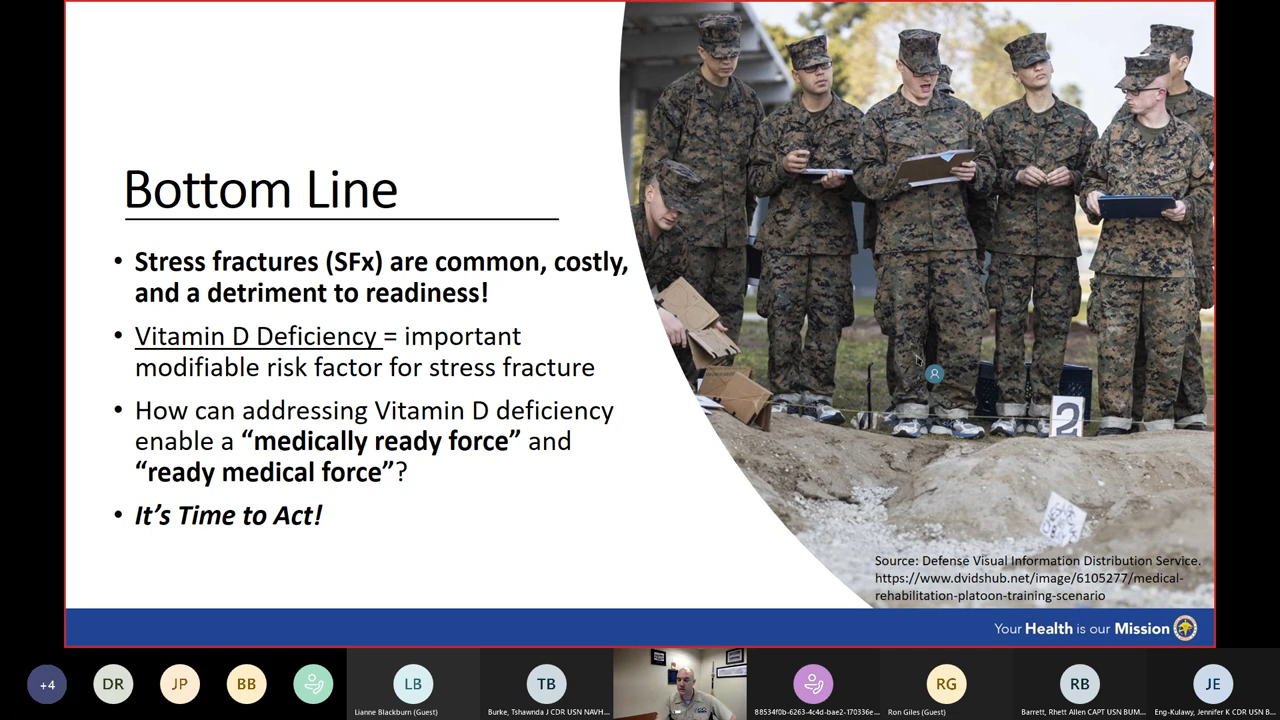 Bottom Line
• Stress fractures (SFx) are common, costly,
and a detriment to readiness!
• Vitamin D Deficiency = important
modifiable risk factor for stress fracture
• How can addressing Vitamin D deficiency
enable a “medically ready force” and
“ready medical force”?
• It’s Time to Act!
2
Source: Defense Visual Information Distribution Service.
https://www.dvidshub.net/image/6105277/medical-
rehabilitation-platoon-training-scenario
Your Health is our Mission
+4
DR
JP
BB
LB
TB
RG
RB
JE
Lianne Blackburn (Guest)
Burke, Tshawnda J CDR USN NAVH...
88534f0b-6263-4c4d-bae2-170336e...
Ron Giles (Guest)
Barrett, Rhett Allen CAPT USN BUM...
Eng-Kulawy, Jennifer K CDR USN B...